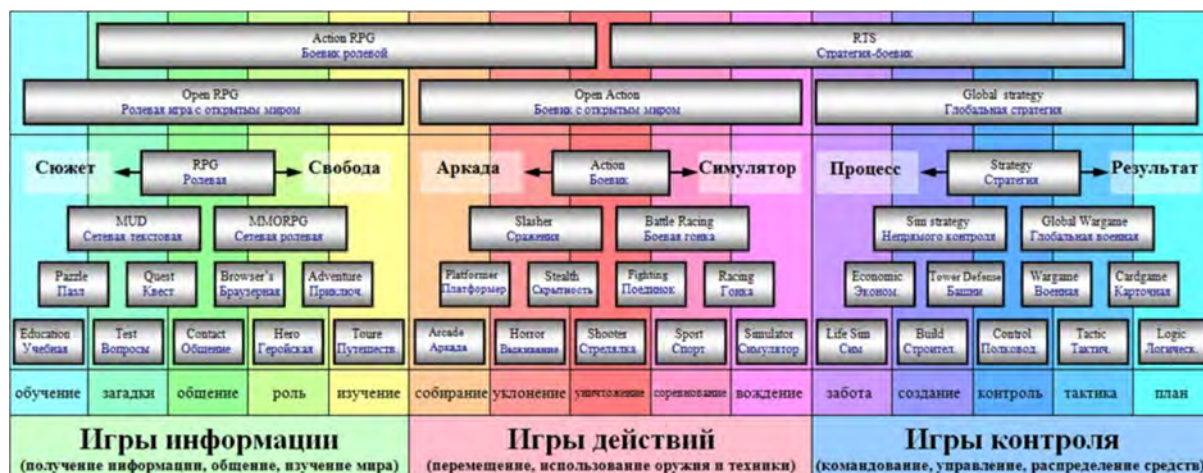 Action RPG
Боевик ролевой
RTS
Стратегия-боевик
Open RPG
Ролевая игра с открытым миром
Open Action
Боевик с открытым миром
Global strategy
Глобальная стратегия
Сюжет
RPG
Ролевая
Свобода
Аркада
Action
Боевик
Симулятор
Процесс
Strategy
Стратегия
Результат
MUD
Сетевая текстовая
MMORPG
Сетевая ролевая
Slasher
Сражения
Battle Racing
Боевая гонка
Sim strategy
Непрямого контроля
Global Wargame
Глобальная военная
Pazzle
Пазл
Quest
Квест
Browser's
Браузерная
Adventure
Приключ.
Platformer
Платформер
Stealth
Скрытность
Fighting
Поединок
Racing
Гонка
Economic
Эконом.
Tower Defense
Башни
Wargame
Военная
Cardgame
Карточная
Education
Учебная
Test
Вопросы
Contact
Общение
Hero
Геройская
Toure
Путешеств.
Arcade
Аркада
Horror
Выживание
Shooter
Стрелялка
Sport
Спорт
Simulator
Симулятор
Life Sim
Сим
Build
Строител.
Control
Полковод.
Tactic
Тактич.
Logic
Логическ.
обучение загадки общение роль изучение собирание уклонение уничтожение соревнование вождение забота создание контроль тактика план
Игры информации
(получение информации, общение, изучение мира)
Игры действий
(перемещение, использование оружия и техники)
Игры контроля
(командование, управление, распределение средств)